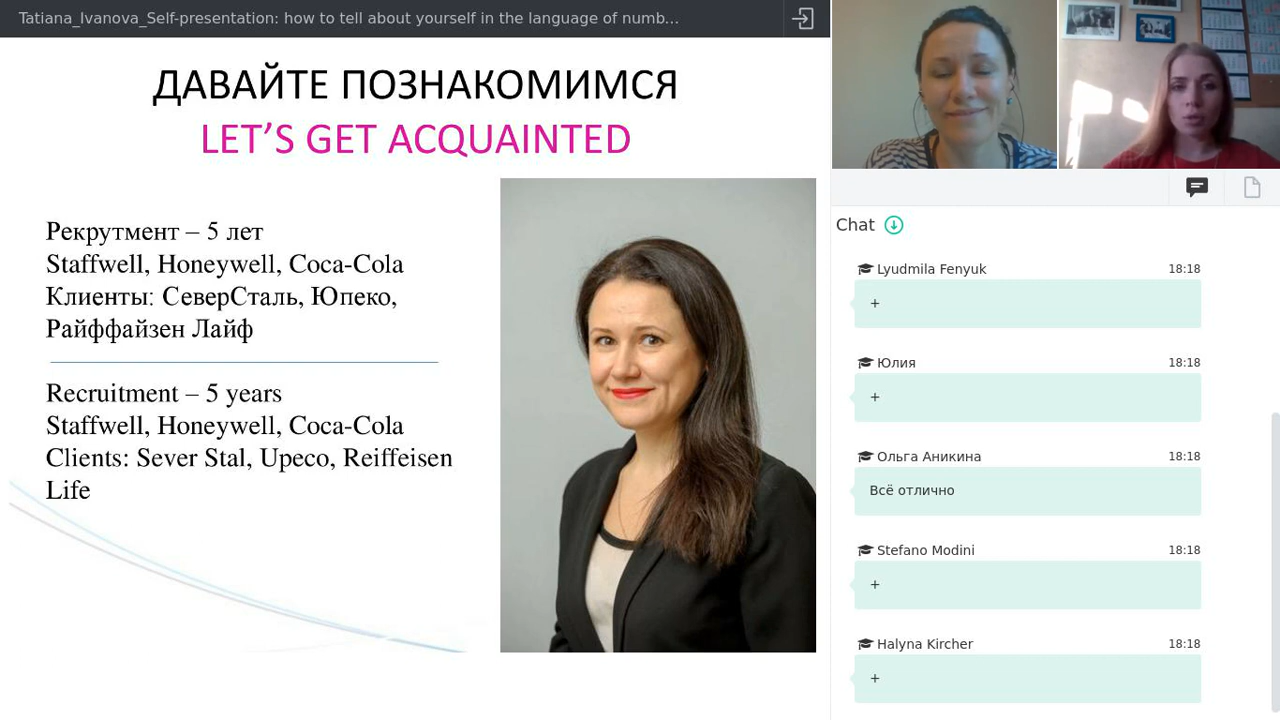 Tatiana_Ivanova_Self-presentation: how to tell about yourself in the language of numb...
ДАВАЙТЕ ПОЗНАКОМИМСЯ
LET’S GET ACQUAINTED
Рекрутмент – 5 лет
Staffwell, Honeywell, Coca-Cola
Клиенты: СеверСталь, Юпеко,
Райффайзен Лайф
Recruitment – 5 years
Staffwell, Honeywell, Coca-Cola
Clients: Sever Stal, Upeco, Reiffeisen
Life
Chat
Lyudmila Fenyuk 18:18
+
Юлия 18:18
+
Ольга Аникина 18:18
Всё отлично
Stefano Modini 18:18
+
Halyna Kircher 18:18
+